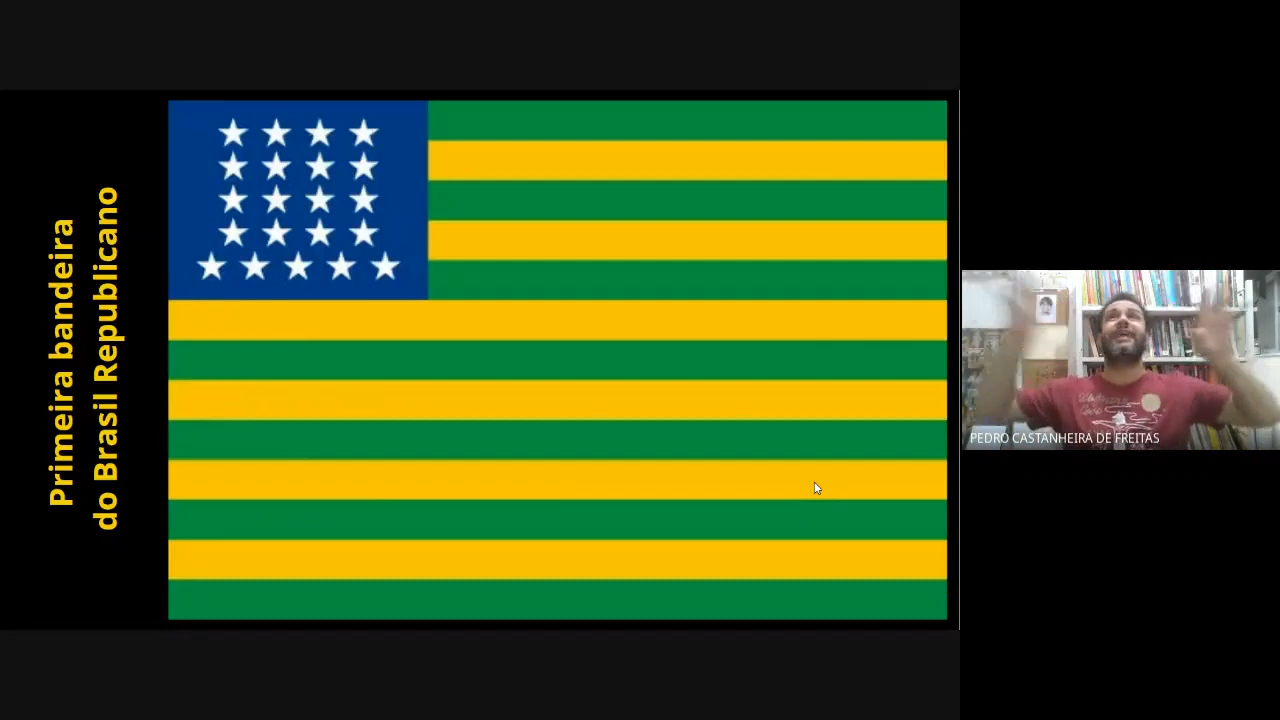 Primeira bandeira
do Brasil Republicano
PEDRO CASTANHEIRA DE FREITAS